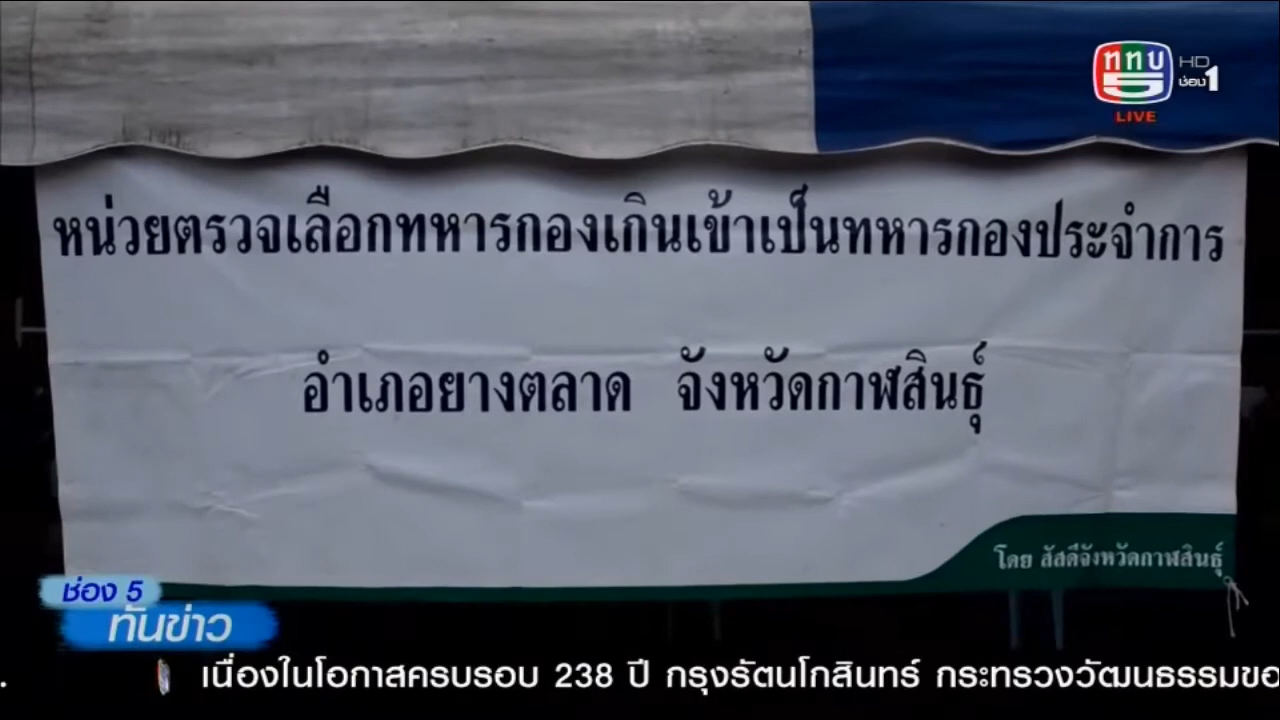 ททบ
5
HD
ช่อง 1
LIVE
หน่วยตรวจเลือกทหารกองเกินเข้าเป็นทหารกองประจำการ
อำเภอยางตลาด จังหวัดกาฬสินธุ์
โดย สัสดีจังหวัดกาฬสินธุ์
ช่อง 5
ทันข่าว
เนื่องในโอกาสครบรอบ 238 ปี กรุงรัตนโกสินทร์ กระทรวงวัฒนธรรมขอ